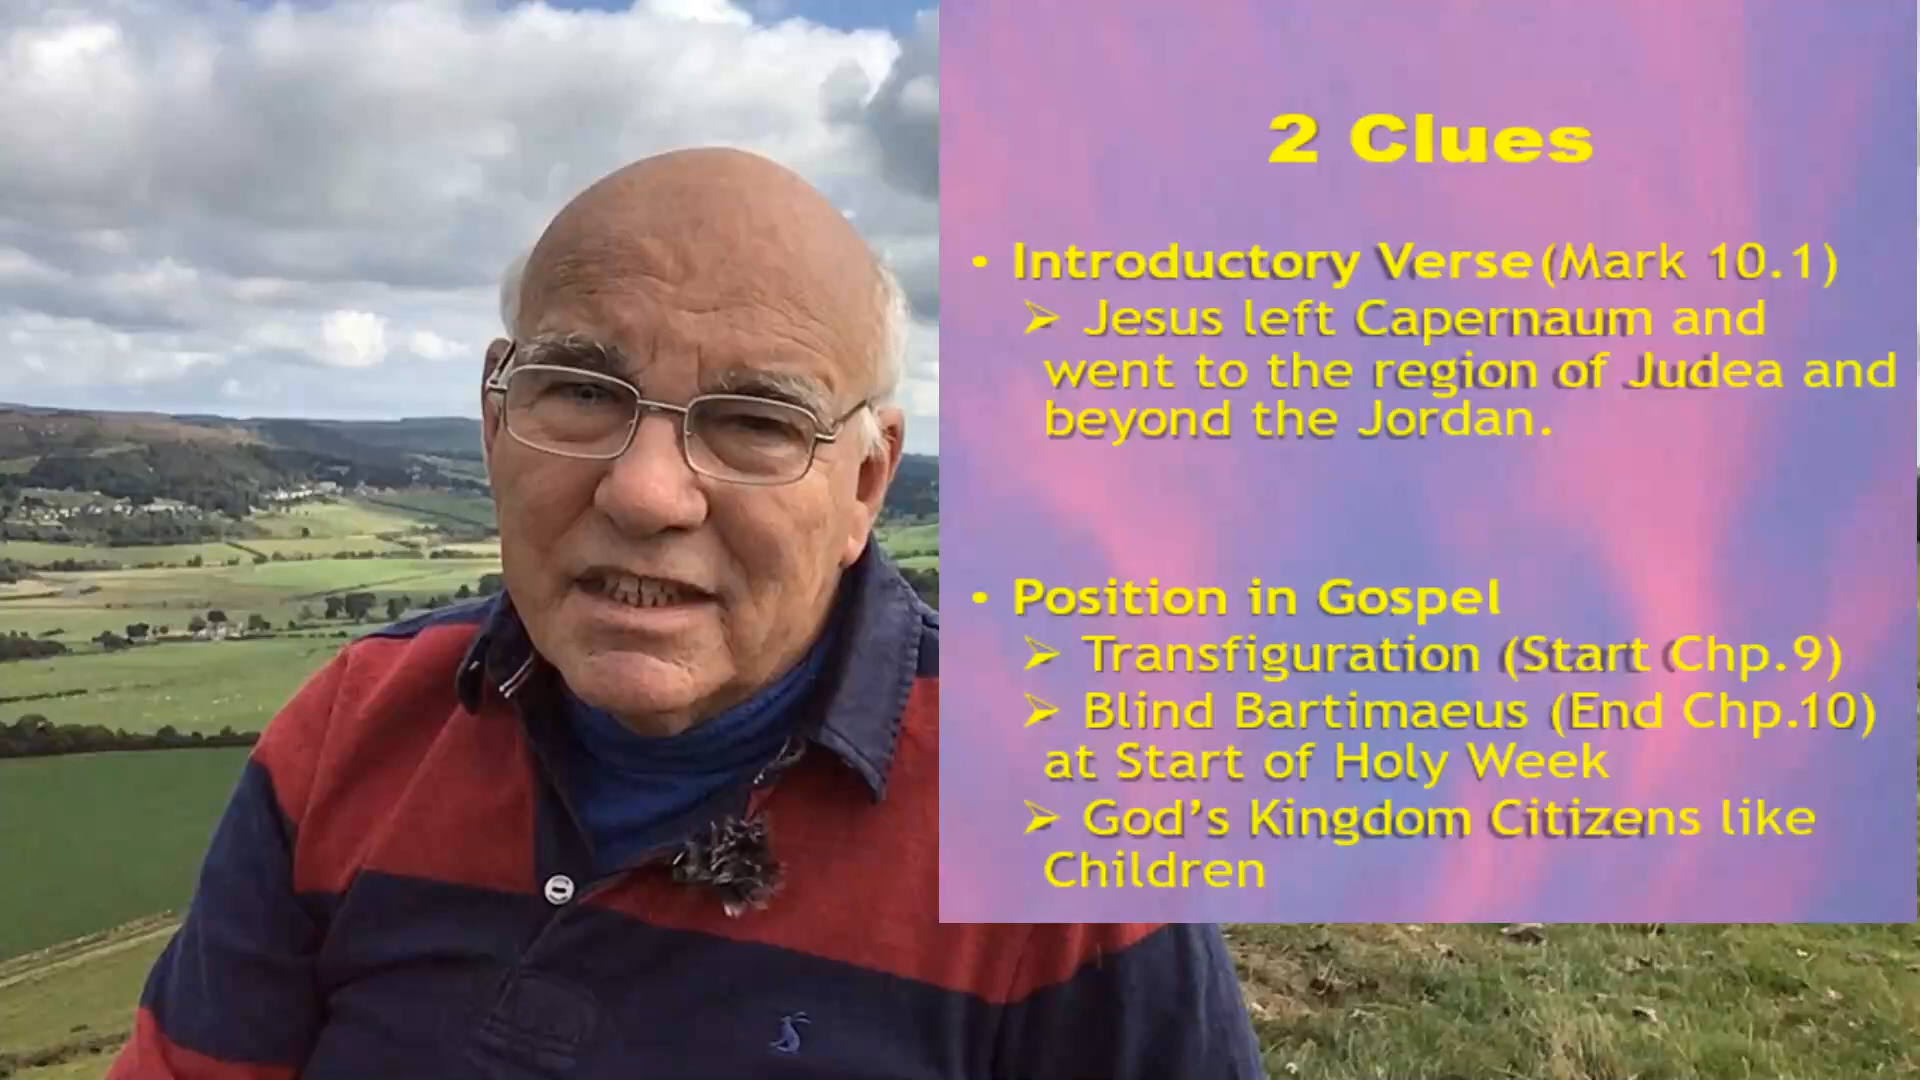 2 Clues
• Introductory Verse (Mark 10.1)
➢ Jesus left Capernaum and
went to the region of Judea and
beyond the Jordan.
• Position in Gospel
➢ Transfiguration (Start Chp.9)
➢ Blind Bartimaeus (End Chp.10)
at Start of Holy Week
➢ God’s Kingdom Citizens like
Children